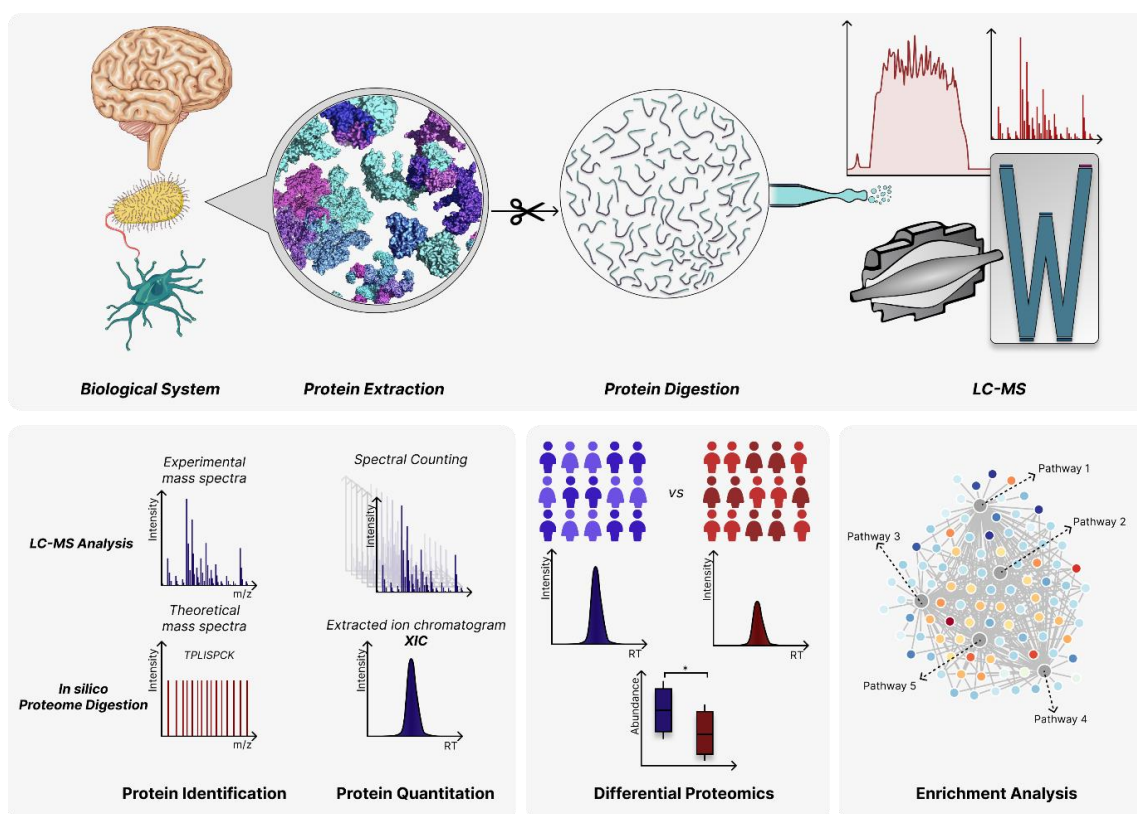 Biological System
Protein Extraction
Protein Digestion
LC-MS
Experimental
mass spectra
Intensity
m/z
LC-MS Analysis
Theoretical
mass spectra
TPLISPCK
Intensity
m/z
In silico
Proteome Digestion
Protein Identification
Spectral Counting
Intensity
m/z
Extracted ion chromatogram
XIC
Intensity
RT
Protein Quantitation
vs
Intensity
RT
Intensity
RT
*
Abundance
Differential Proteomics
Pathway 1
Pathway 2
Pathway 3
Pathway 5
Pathway 4
Enrichment Analysis